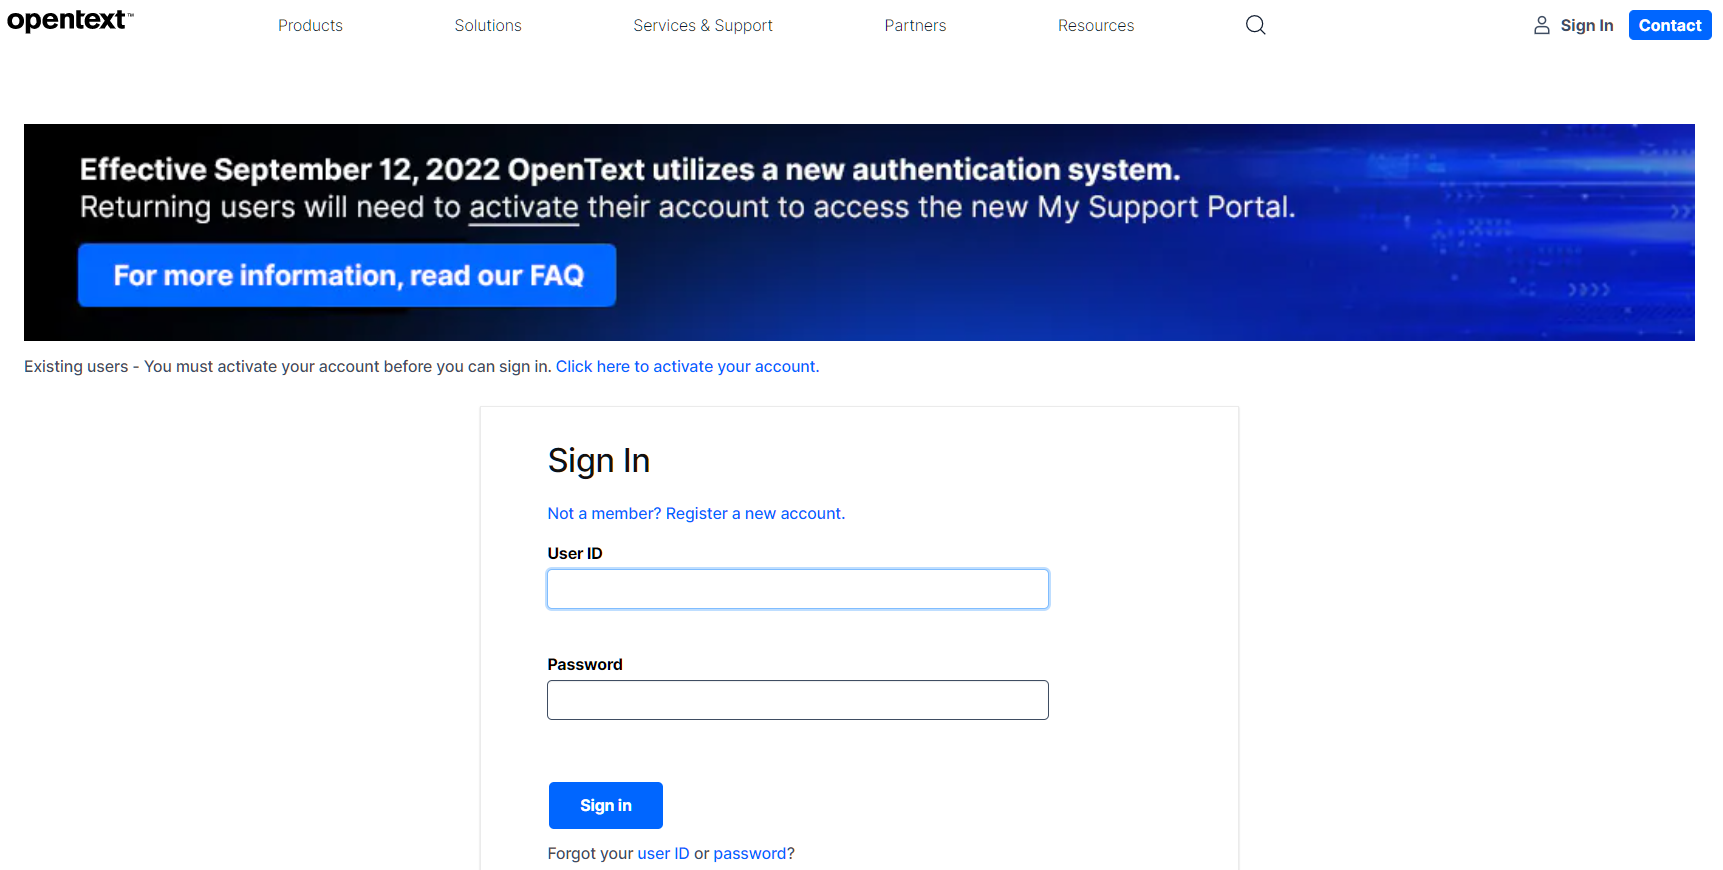 opentext™
Products
Solutions
Services & Support
Partners
Resources
Sign In
Contact
Effective September 12, 2022 OpenText utilizes a new authentication system.
Returning users will need to activate their account to access the new My Support Portal.
For more information, read our FAQ
Existing users - You must activate your account before you can sign in. Click here to activate your account.
Sign In
Not a member? Register a new account.
User ID
Password
Sign in
Forgot your user ID or password?